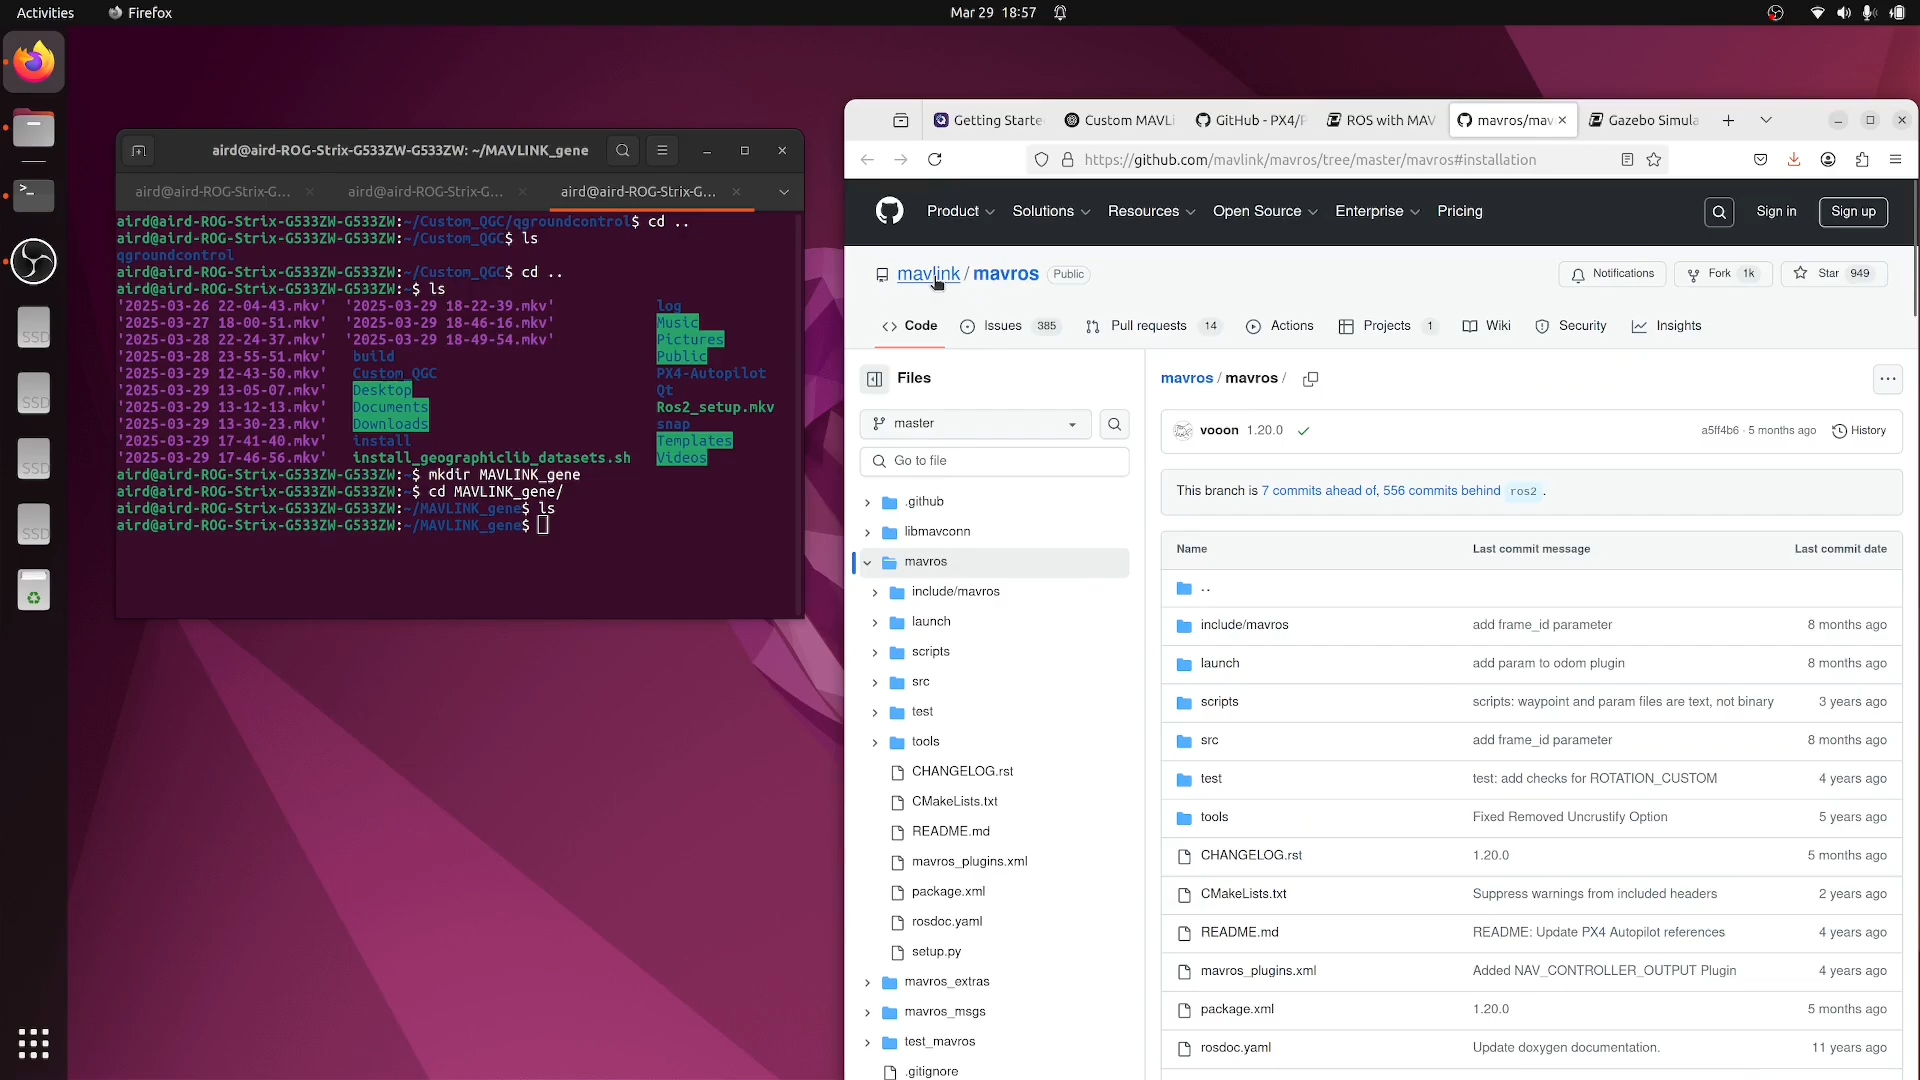 Activities
Firefox
Mar 29 18:57
aird@aird-ROG-Strix-G533ZW-G533ZW: ~/MAVLINK_gene
aird@aird-ROG-Strix-G...
aird@aird-ROG-Strix-G...
aird@aird-ROG-Strix-G...
aird@aird-ROG-Strix-G533ZW-G533ZW:~/Custom_QGC/qgroundcontrol$ cd ..
aird@aird-ROG-Strix-G533ZW-G533ZW:~/Custom_QGC$ ls
qgroundcontrol
aird@aird-ROG-Strix-G533ZW-G533ZW:~/Custom_QGC$ cd ..
aird@aird-ROG-Strix-G533ZW-G533ZW:~$ ls
'2025-03-26 22-04-43.mkv' '2025-03-29 18-22-39.mkv' log
'2025-03-27 18-00-51.mkv' '2025-03-29 18-46-16.mkv' Music
'2025-03-28 22-24-37.mkv' '2025-03-29 18-49-54.mkv' Pictures
'2025-03-28 23-55-51.mkv' build Public
'2025-03-29 12-43-50.mkv' Custom_QGC PX4-Autopilot
'2025-03-29 13-05-07.mkv' Desktop Qt
'2025-03-29 13-12-13.mkv' Documents Ros2_setup.mkv
'2025-03-29 13-30-23.mkv' Downloads snap
'2025-03-29 17-41-40.mkv' install Templates
'2025-03-29 17-46-56.mkv' install_geographiclib_datasets.sh Videos
aird@aird-ROG-Strix-G533ZW-G533ZW:~$ mkdir MAVLINK_gene
aird@aird-ROG-Strix-G533ZW-G533ZW:~$ cd MAVLINK_gene/
aird@aird-ROG-Strix-G533ZW-G533ZW:~/MAVLINK_gene$ ls
aird@aird-ROG-Strix-G533ZW-G533ZW:~/MAVLINK_gene$
SSD
SSD
SSD
SSD
Getting Starte
Custom MAVLi
GitHub - PX4/P
ROS with MAV
mavros/mav
Gazebo Simula
https://github.com/mavlink/mavros/tree/master/mavros#installation
Product
Solutions
Resources
Open Source
Enterprise
Pricing
Sign in
Sign up
mavlink / mavros Public
Notifications
Fork 1k
Star 949
Code
Issues 385
Pull requests 14
Actions
Projects 1
Wiki
Security
Insights
Files
master
Go to file
.github
libmavconn
mavros
include/mavros
launch
scripts
src
test
tools
CHANGELOG.rst
CMakeLists.txt
README.md
mavros_plugins.xml
package.xml
rosdoc.yaml
setup.py
mavros_extras
mavros_msgs
test_mavros
.gitignore
mavros / mavros /
vooon 1.20.0
a5ff4b6 · 5 months ago
History
This branch is 7 commits ahead of, 556 commits behind ros2 .
Name Last commit message Last commit date
..
include/mavros add frame_id parameter 8 months ago
launch add param to odom plugin 8 months ago
scripts scripts: waypoint and param files are text, not binary 3 years ago
src add frame_id parameter 8 months ago
test test: add checks for ROTATION_CUSTOM 4 years ago
tools Fixed Removed Uncrustify Option 5 years ago
CHANGELOG.rst 1.20.0 5 months ago
CMakeLists.txt Suppress warnings from included headers 2 years ago
README.md README: Update PX4 Autopilot references 4 years ago
mavros_plugins.xml Added NAV_CONTROLLER_OUTPUT Plugin 4 years ago
package.xml 1.20.0 5 months ago
rosdoc.yaml Update doxygen documentation. 11 years ago